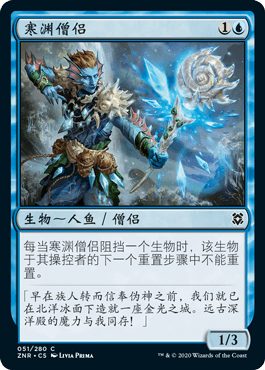 寒渊僧侣 1
生物～人鱼 / 僧侣
每当寒渊僧侣阻挡一个生物时，该生物
于其操控者的下一个重置步骤中不能重
置。
「早在族人转而信奉伪神之前，我们就已
在北洋冰面下造就一座金光之城。远古深
洋殿的魔力与我同存！」
1/3
051/280 C
ZNR • CS LIVIA PRIMA
™ & © 2020 Wizards of the Coast